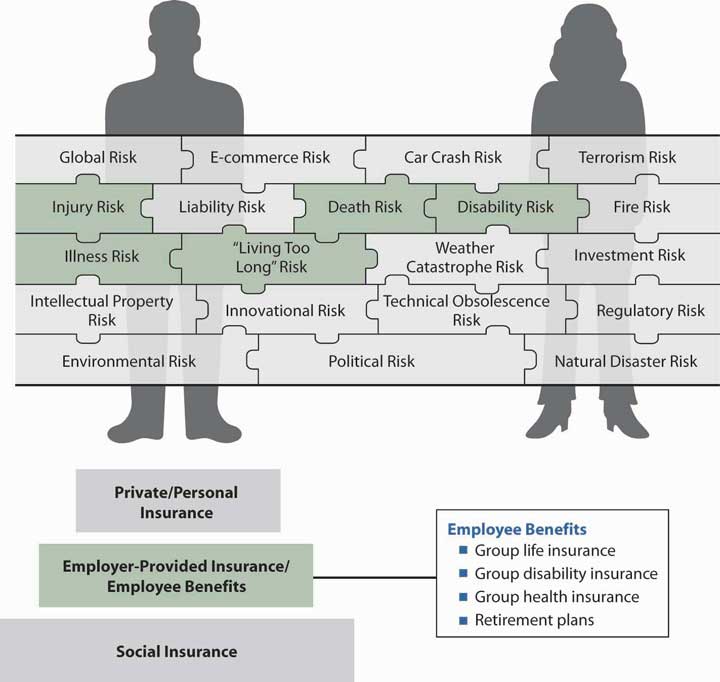 Global Risk
E-commerce Risk
Car Crash Risk
Terrorism Risk
Injury Risk
Liability Risk
Death Risk
Disability Risk
Fire Risk
Illness Risk
“Living Too
Long” Risk
Weather
Catastrophe Risk
Investment Risk
Intellectual Property
Risk
Innovational Risk
Technical Obsolescence
Risk
Regulatory Risk
Environmental Risk
Political Risk
Natural Disaster Risk
Private/Personal
Insurance
Employer-Provided Insurance/
Employee Benefits
Employee Benefits
Group life insurance
Group disability insurance
Group health insurance
Retirement plans
Social Insurance